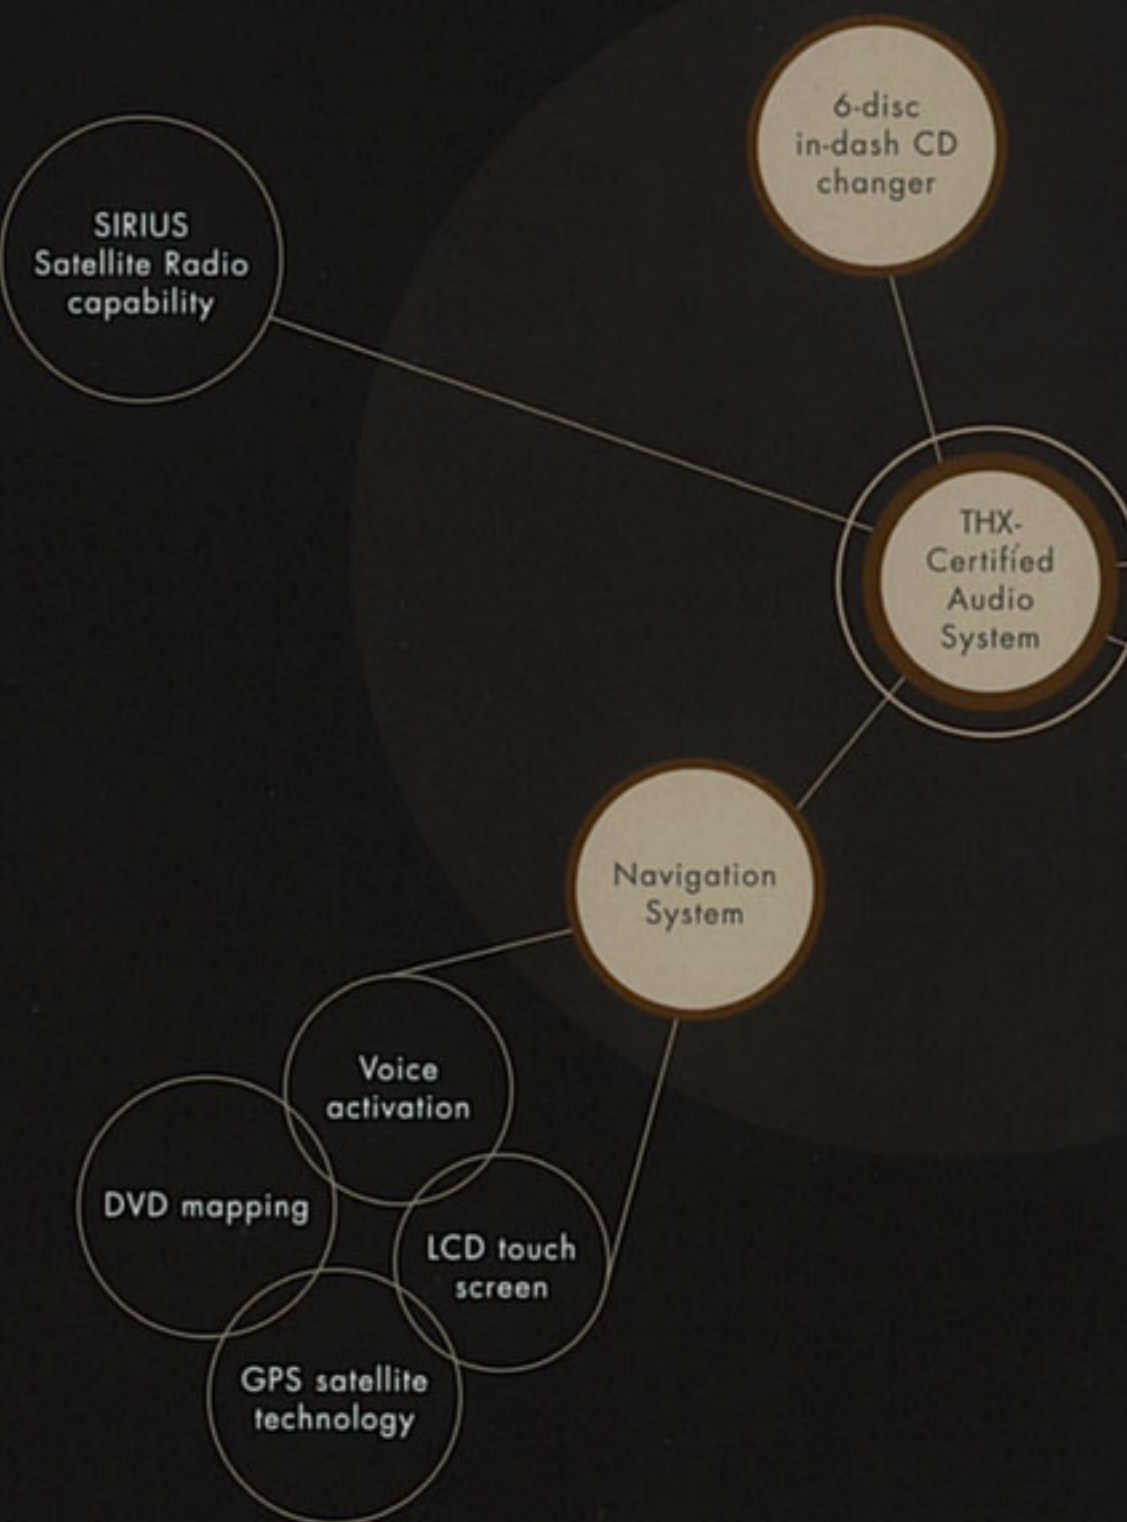 6-disc
in-dash CD
changer
SIRIUS
Satellite Radio
capability
THX-
Certified
Audio
System
Navigation
System
Voice
activation
DVD mapping
LCD touch
screen
GPS satellite
technology